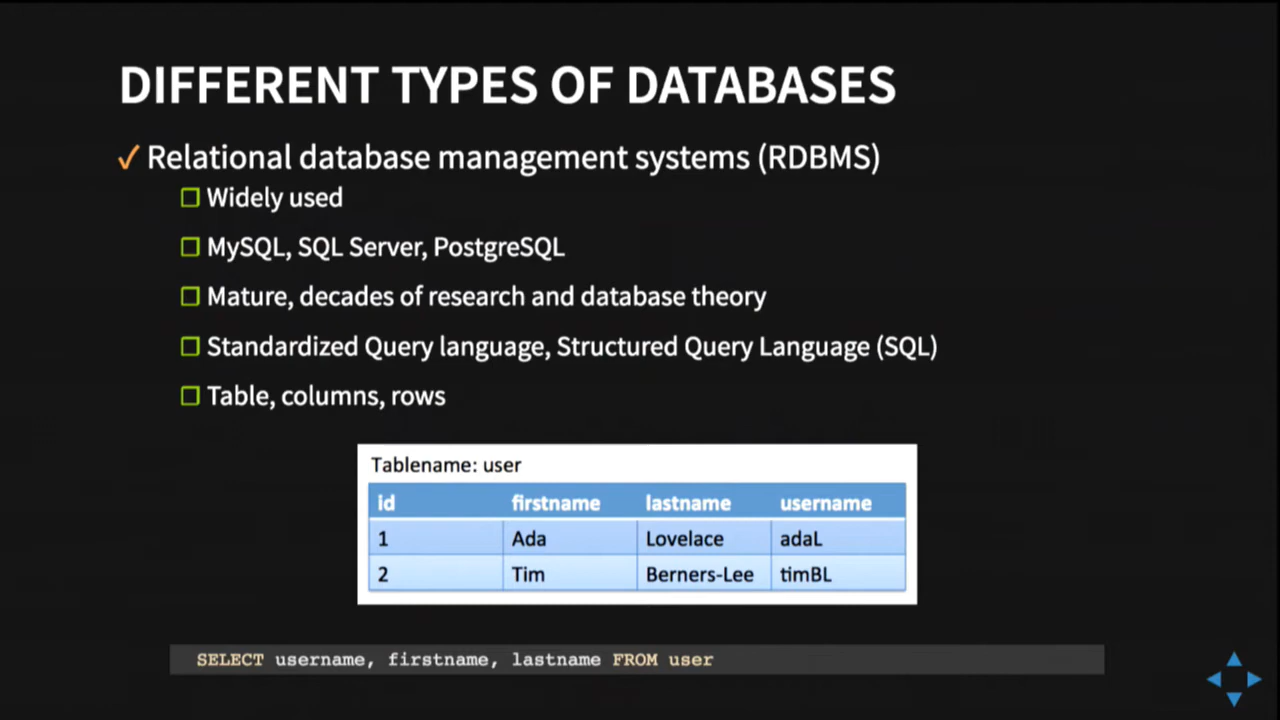 DIFFERENT TYPES OF DATABASES
✓ Relational database management systems (RDBMS)
Widely used
MySQL, SQL Server, PostgreSQL
Mature, decades of research and database theory
Standardized Query language, Structured Query Language (SQL)
Table, columns, rows
Tablename: user
id firstname lastname username
1 Ada Lovelace adaL
2 Tim Berners-Lee timBL
SELECT username, firstname, lastname FROM user